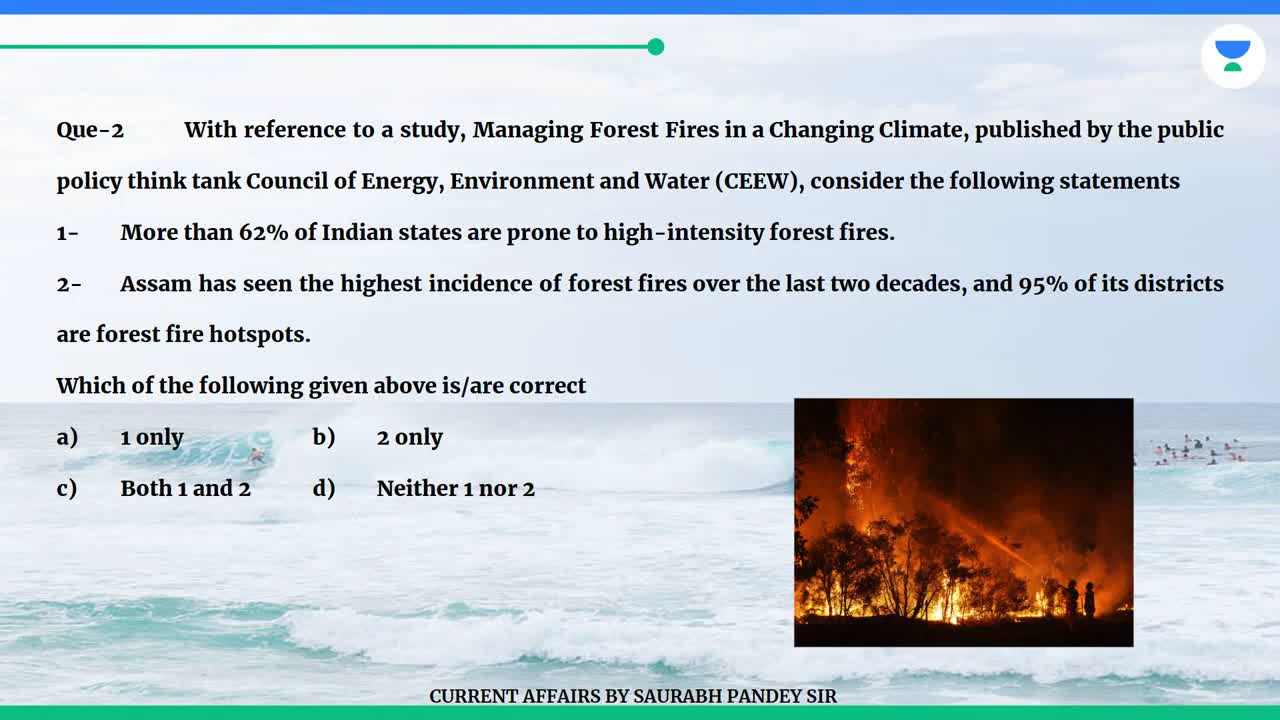 Que-2 With reference to a study, Managing Forest Fires in a Changing Climate, published by the public
policy think tank Council of Energy, Environment and Water (CEEW), consider the following statements
1- More than 62% of Indian states are prone to high-intensity forest fires.
2- Assam has seen the highest incidence of forest fires over the last two decades, and 95% of its districts
are forest fire hotspots.
Which of the following given above is/are correct
a) 1 only b) 2 only
c) Both 1 and 2 d) Neither 1 nor 2
CURRENT AFFAIRS BY SAURABH PANDEY SIR